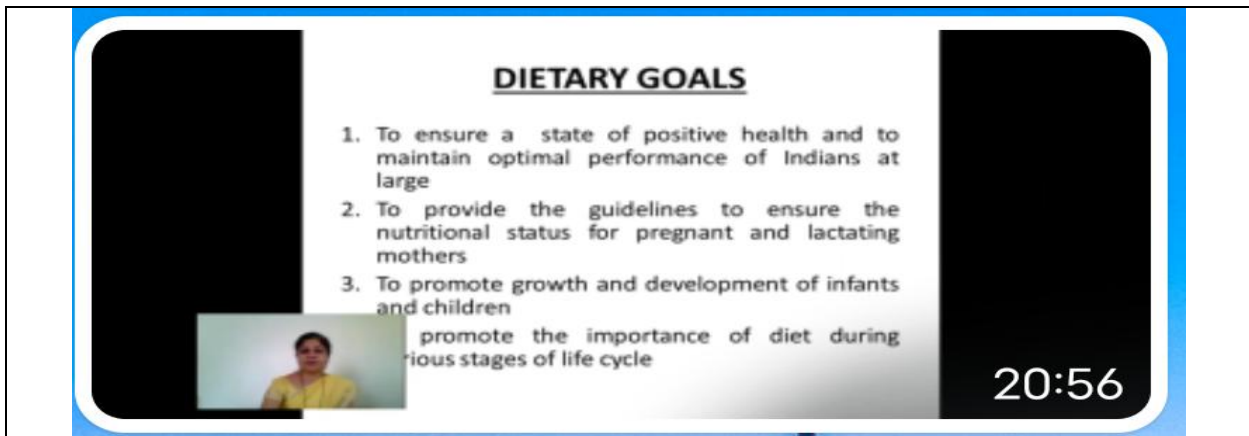 DIETARY GOALS
1. To ensure a state of positive health and to
maintain optimal performance of Indians at
large
2. To provide the guidelines to ensure the
nutritional status for pregnant and lactating
mothers
3. To promote growth and development of infants
and children
promote the importance of diet during
rious stages of life cycle
20:56